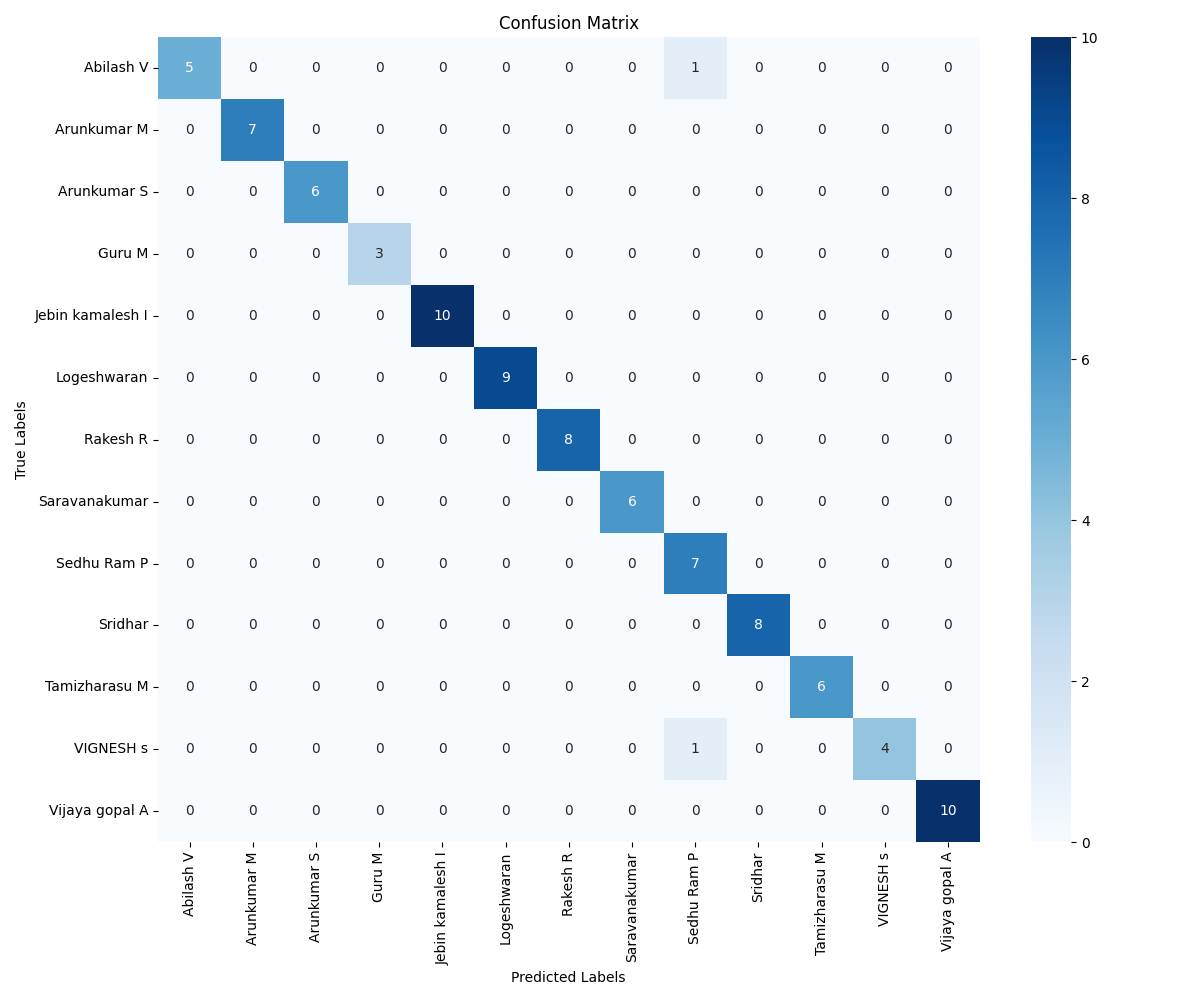 Confusion Matrix
True Labels
Abilash V 5 0 0 0 0 0 0 0 1 0 0 0 0
Arunkumar M 0 7 0 0 0 0 0 0 0 0 0 0 0
Arunkumar S 0 0 6 0 0 0 0 0 0 0 0 0 0
Guru M 0 0 0 3 0 0 0 0 0 0 0 0 0
Jebin kamalesh I 0 0 0 0 10 0 0 0 0 0 0 0 0
Logeshwaran 0 0 0 0 0 9 0 0 0 0 0 0 0
Rakesh R 0 0 0 0 0 0 8 0 0 0 0 0 0
Saravanakumar 0 0 0 0 0 0 0 6 0 0 0 0 0
Sedhu Ram P 0 0 0 0 0 0 0 0 7 0 0 0 0
Sridhar 0 0 0 0 0 0 0 0 0 8 0 0 0
Tamizharasu M 0 0 0 0 0 0 0 0 0 0 6 0 0
VIGNESH s 0 0 0 0 0 0 0 0 1 0 0 4 0
Vijaya gopal A 0 0 0 0 0 0 0 0 0 0 0 0 10
Abilash V
Arunkumar M
Arunkumar S
Guru M
Jebin kamalesh I
Logeshwaran
Rakesh R
Saravanakumar
Sedhu Ram P
Sridhar
Tamizharasu M
VIGNESH s
Vijaya gopal A
Predicted Labels
10
8
6
4
2
0